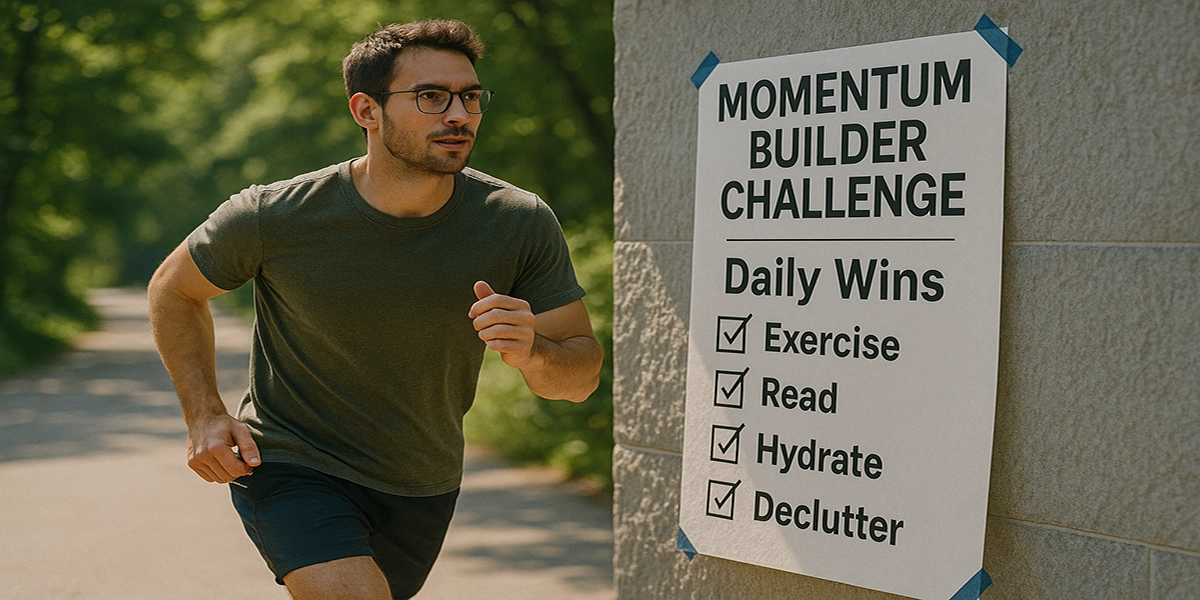 MOMENTUM
BUILDER
CHALLENGE
Daily Wins
Exercise
Read
Hydrate
Declutter